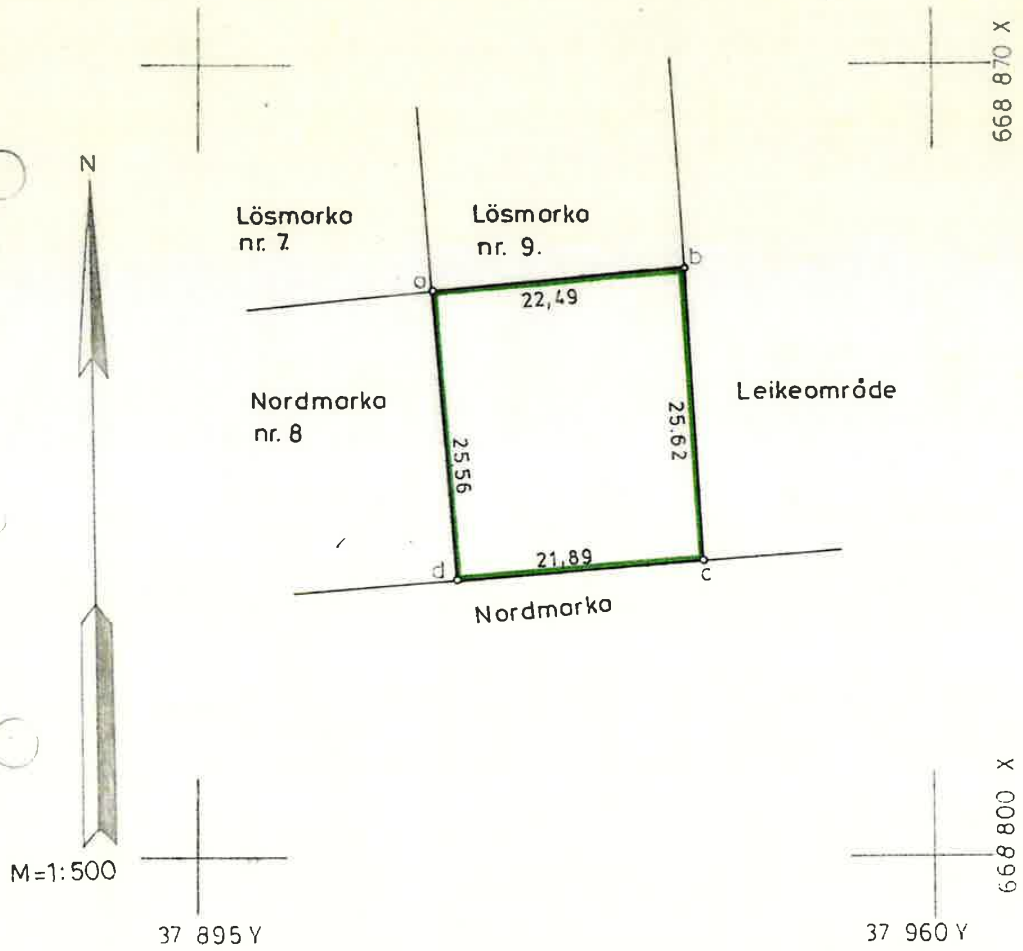 668 870 X
N
Lösmarka
nr. 7.
Lösmarka
nr. 9.
a
b
22,49
Nordmarka
nr. 8
Leikeområde
25.56
25.62
d
21,89
c
Nordmarka
668 800 X
M=1:500
37 895 Y
37 960 Y